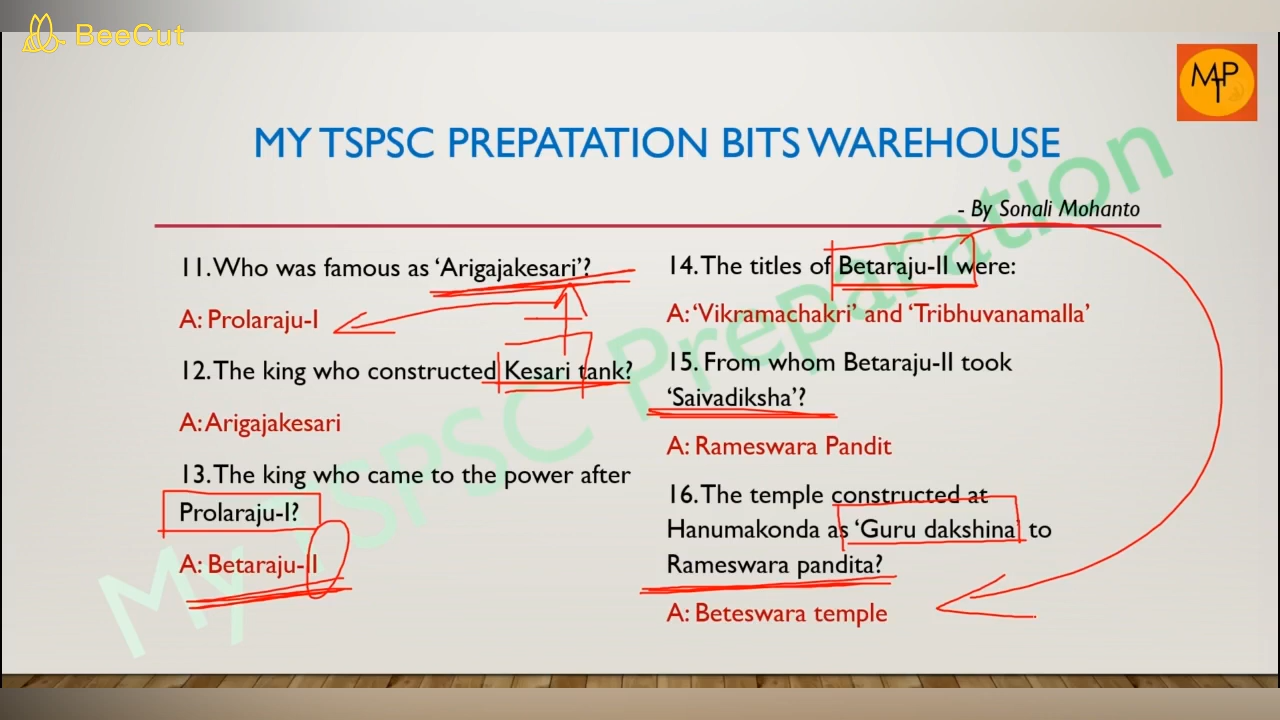 BeeCut
MTP
MY TSPSC PREPATATION BITS WAREHOUSE
- By Sonali Mohanto
11. Who was famous as ‘Arigajakesari’?
A: Prolaraju-I
12. The king who constructed Kesari tank?
A: Arigajakesari
13. The king who came to the power after
Prolaraju-I?
A: Betaraju-II
14. The titles of Betaraju-II were:
A: ‘Vikramachakri’ and ‘Tribhuvanamalla’
15. From whom Betaraju-II took
‘Saivadiksha’?
A: Rameswara Pandit
16. The temple constructed at
Hanumakonda as ‘Guru dakshina’ to
Rameswara pandita?
A: Beteswara temple
My TSPSC Preparation